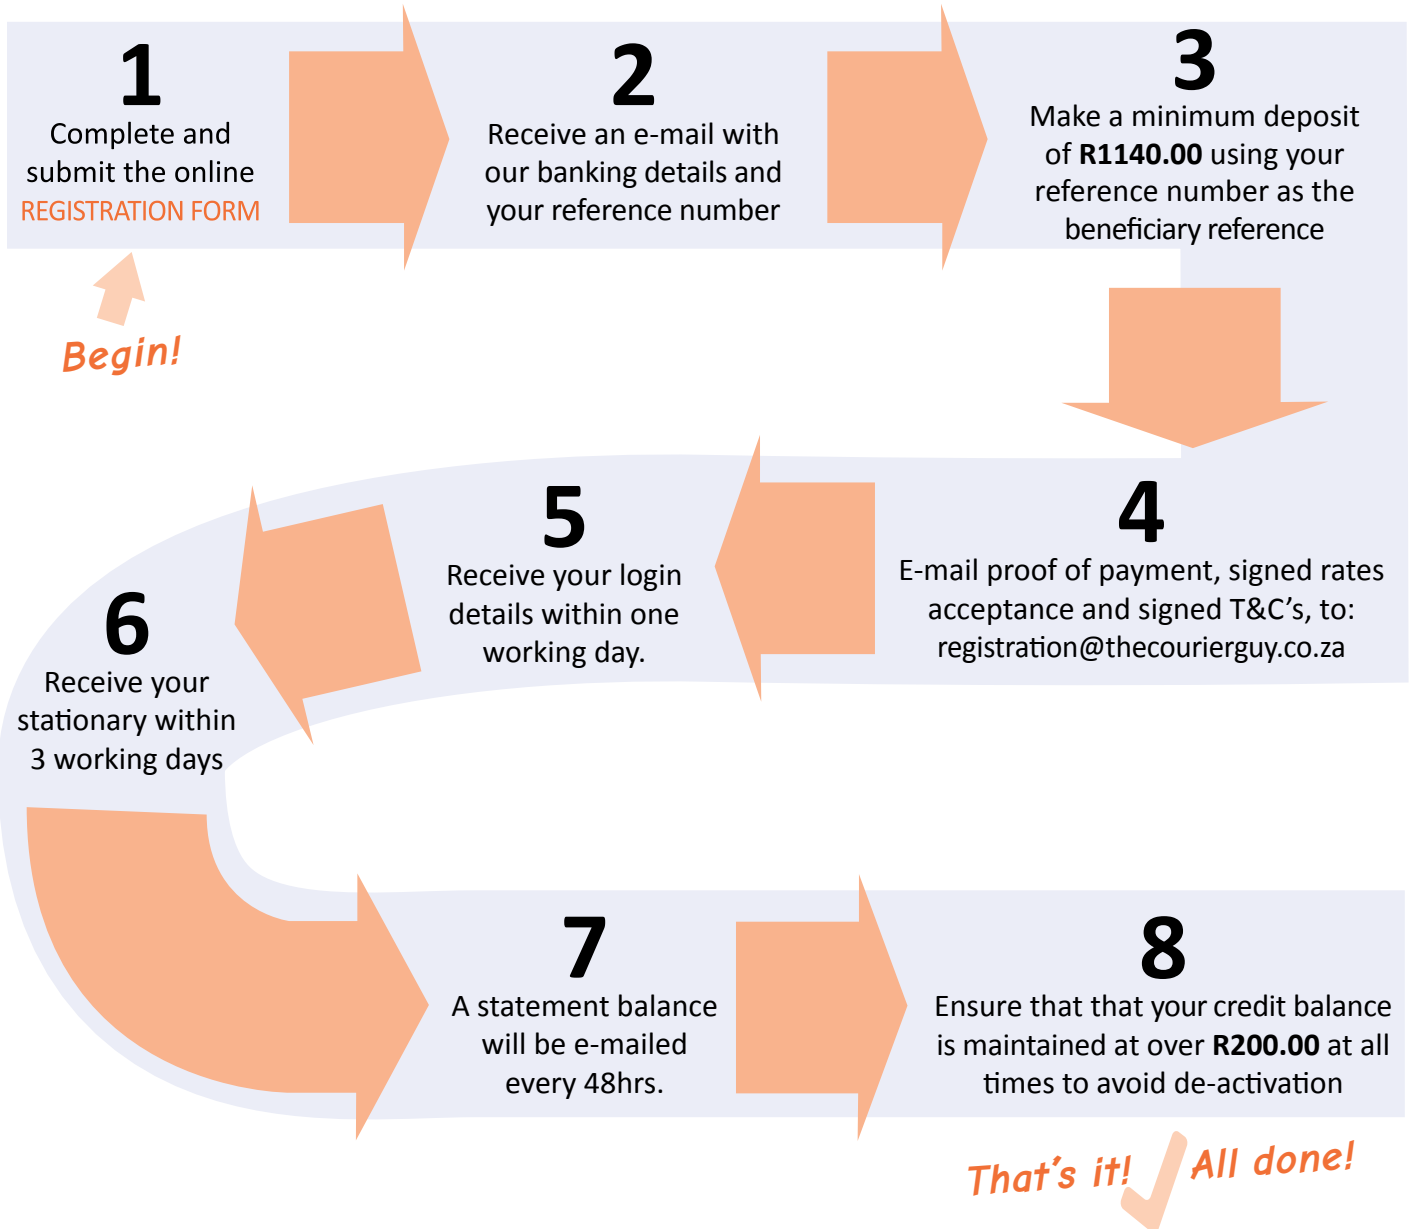 1
Complete and
submit the online
REGISTRATION FORM
Begin!
2
Receive an e-mail with
our banking details and
your reference number
3
Make a minimum deposit
of R1140.00 using your
reference number as the
beneficiary reference
4
E-mail proof of payment, signed rates
acceptance and signed T&C's, to:
registration@thecourierguy.co.za
5
Receive your login
details within one
working day.
6
Receive your
stationary within
3 working days
7
A statement balance
will be e-mailed
every 48hrs.
8
Ensure that that your credit balance
is maintained at over R200.00 at all
times to avoid de-activation
That's it! All done!